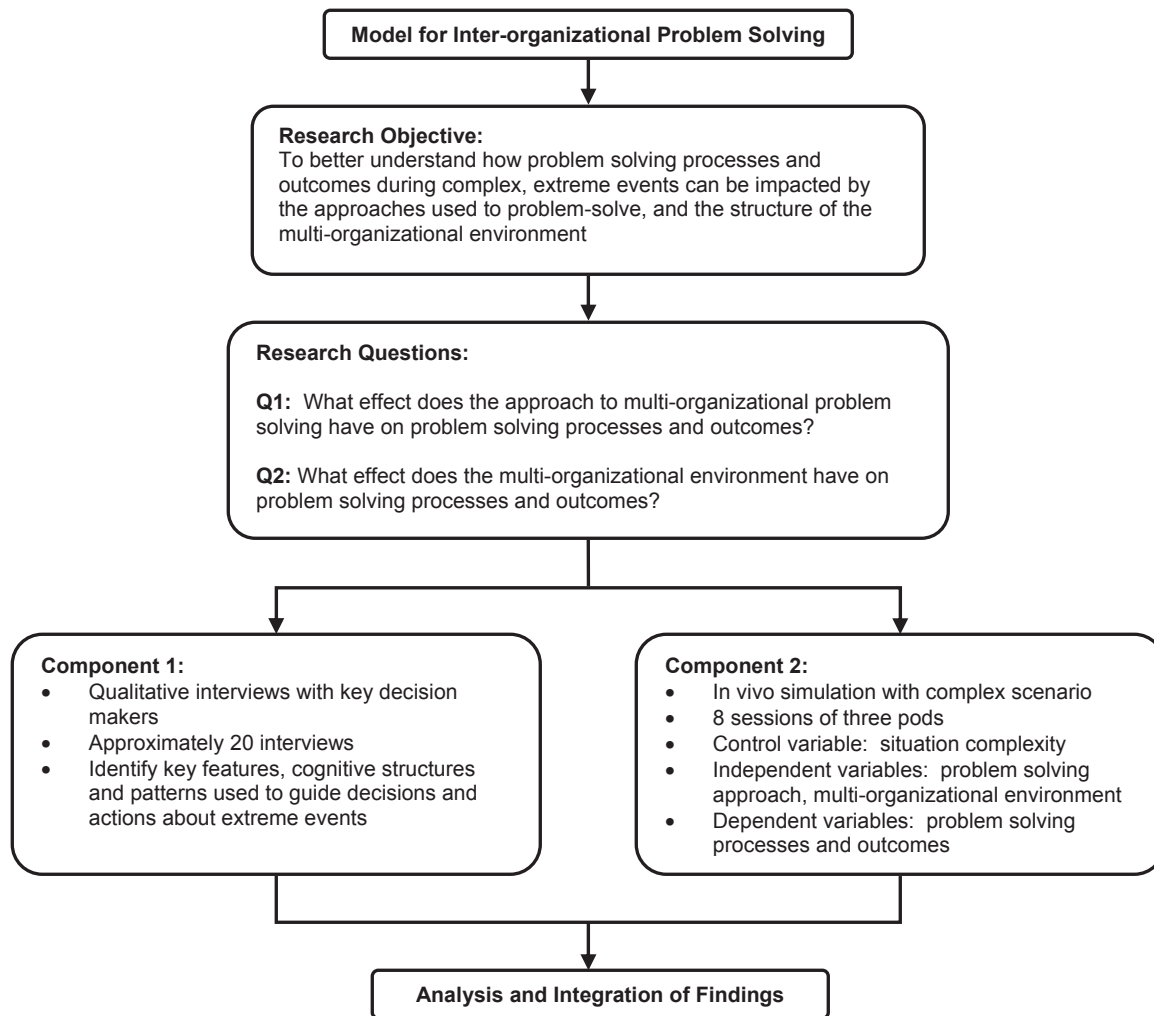 Model for Inter-organizational Problem Solving
Research Objective:
To better understand how problem solving processes and
outcomes during complex, extreme events can be impacted by
the approaches used to problem-solve, and the structure of the
multi-organizational environment
Research Questions:
Q1:  What effect does the approach to multi-organizational problem
solving have on problem solving processes and outcomes?
Q2: What effect does the multi-organizational environment have on
problem solving processes and outcomes?
Component 1:
• Qualitative interviews with key decision
makers
• Approximately 20 interviews
• Identify key features, cognitive structures
and patterns used to guide decisions and
actions about extreme events
Component 2:
• In vivo simulation with complex scenario
• 8 sessions of three pods
• Control variable:  situation complexity
• Independent variables:  problem solving
approach, multi-organizational environment
• Dependent variables:  problem solving
processes and outcomes
Analysis and Integration of Findings